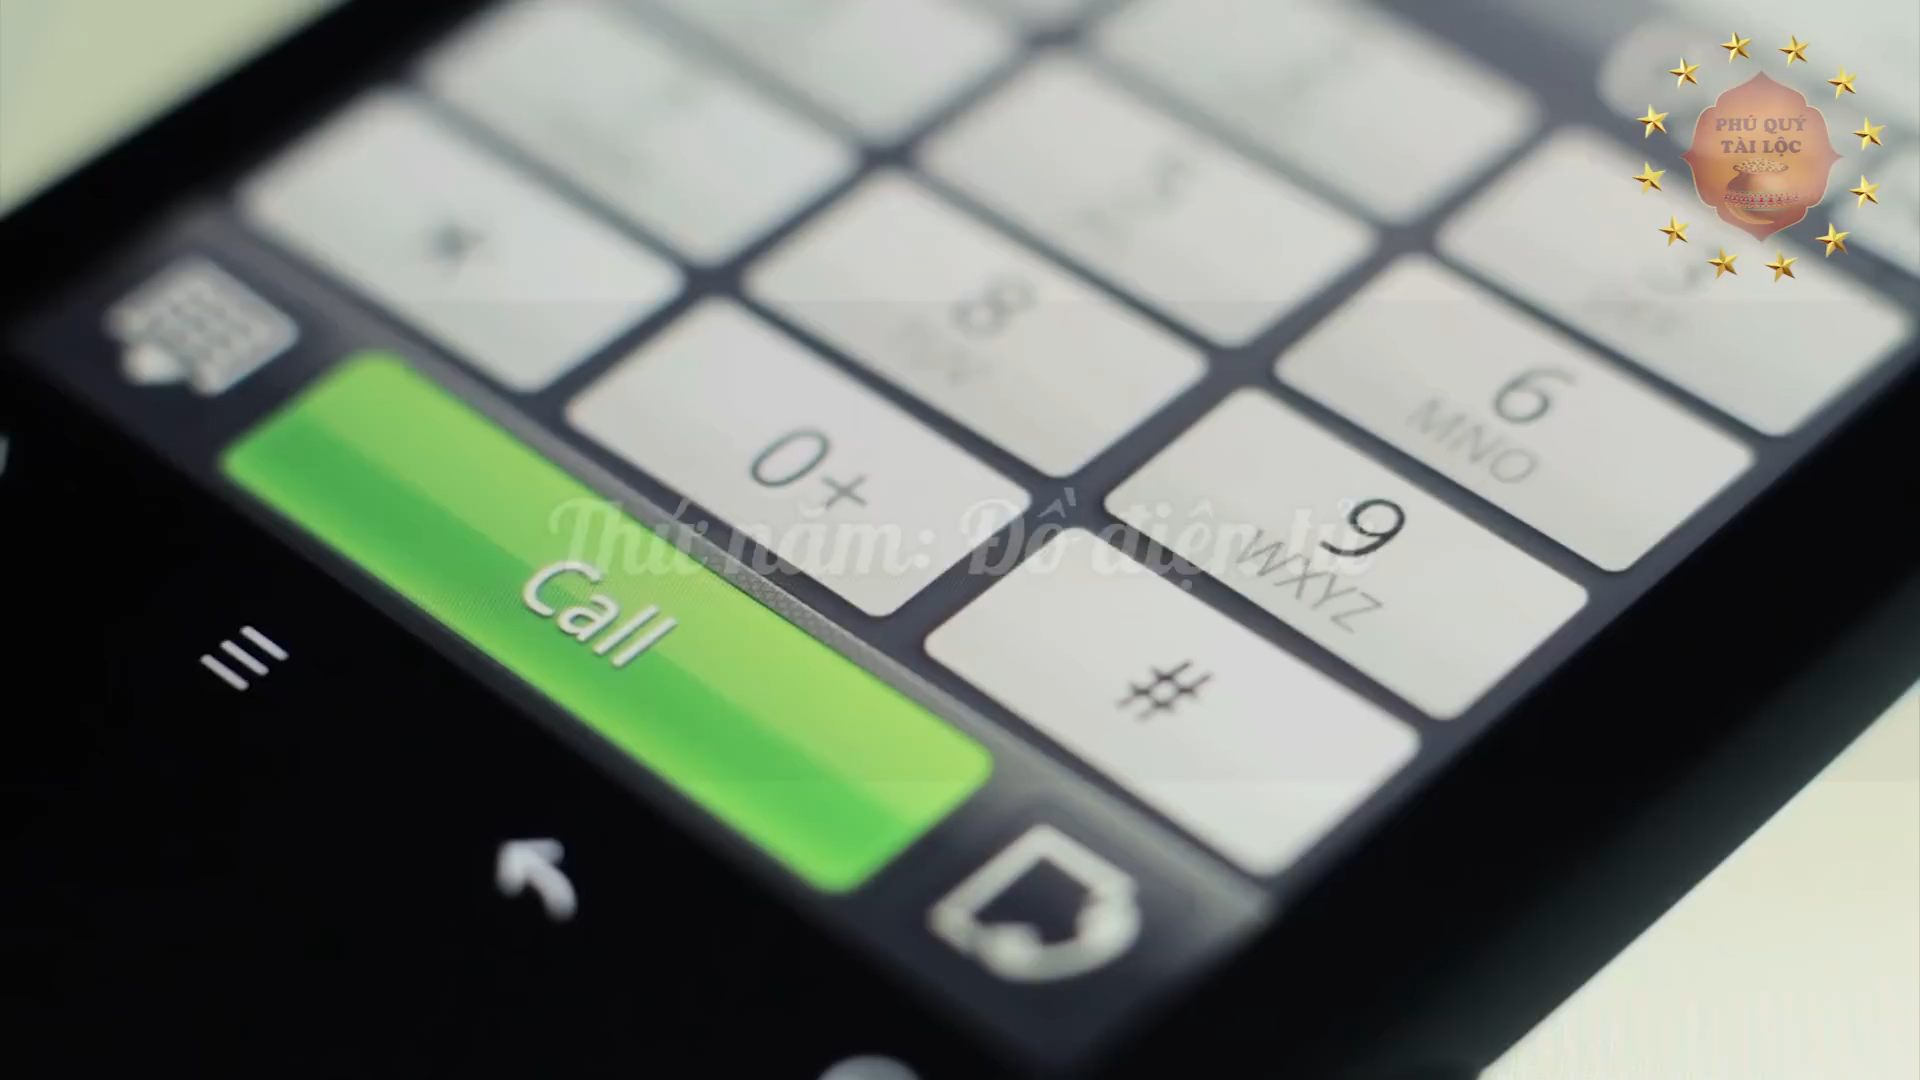 PHÚ QUÝ
TÀI LỘC
8
6
MNO
0+
9
WXYZ
Thứ năm: Đồ điện tử
Call
#